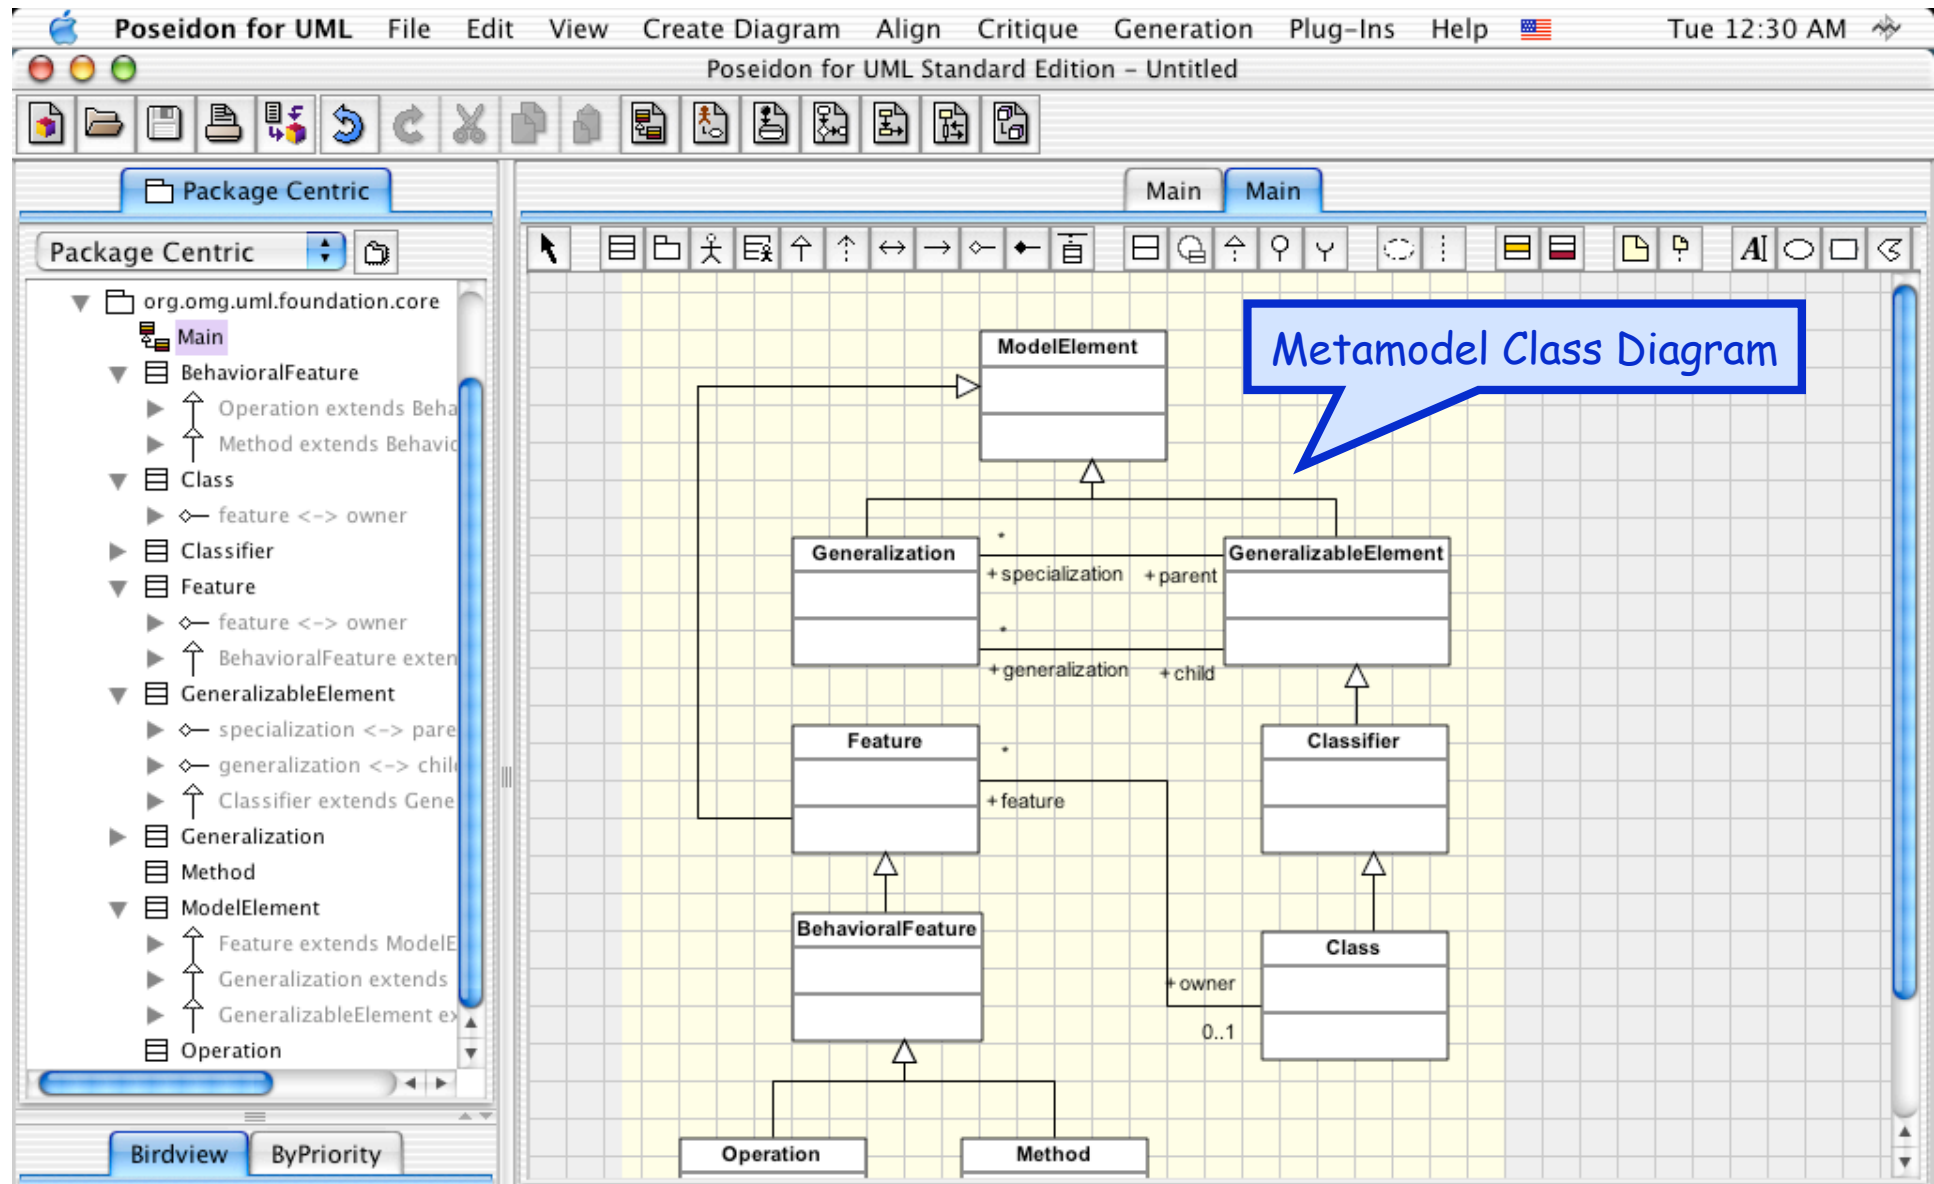 Poseidon for UML File Edit View Create Diagram Align Critique Generation Plug-Ins Help Tue 12:30 AM
Poseidon for UML Standard Edition – Untitled
Package Centric
Main Main
Package Centric
AI
org.omg.uml.foundation.core
Main
BehavioralFeature
Operation extends Beha
Method extends Behavic
Class
feature <-> owner
Classifier
Feature
feature <-> owner
BehavioralFeature exten
GeneralizableElement
specialization <-> pare
generalization <-> chil
Classifier extends Gene
Generalization
Method
ModelElement
Feature extends ModelE
Generalization extends
GeneralizableElement ex
Operation
Birdview ByPriority
Metamodel Class Diagram
ModelElement
*
Generalization GeneralizableElement
+specialization +parent
*
+generalization +child
Feature Classifier
*
+feature
BehavioralFeature
Class
+owner
0..1
Operation Method